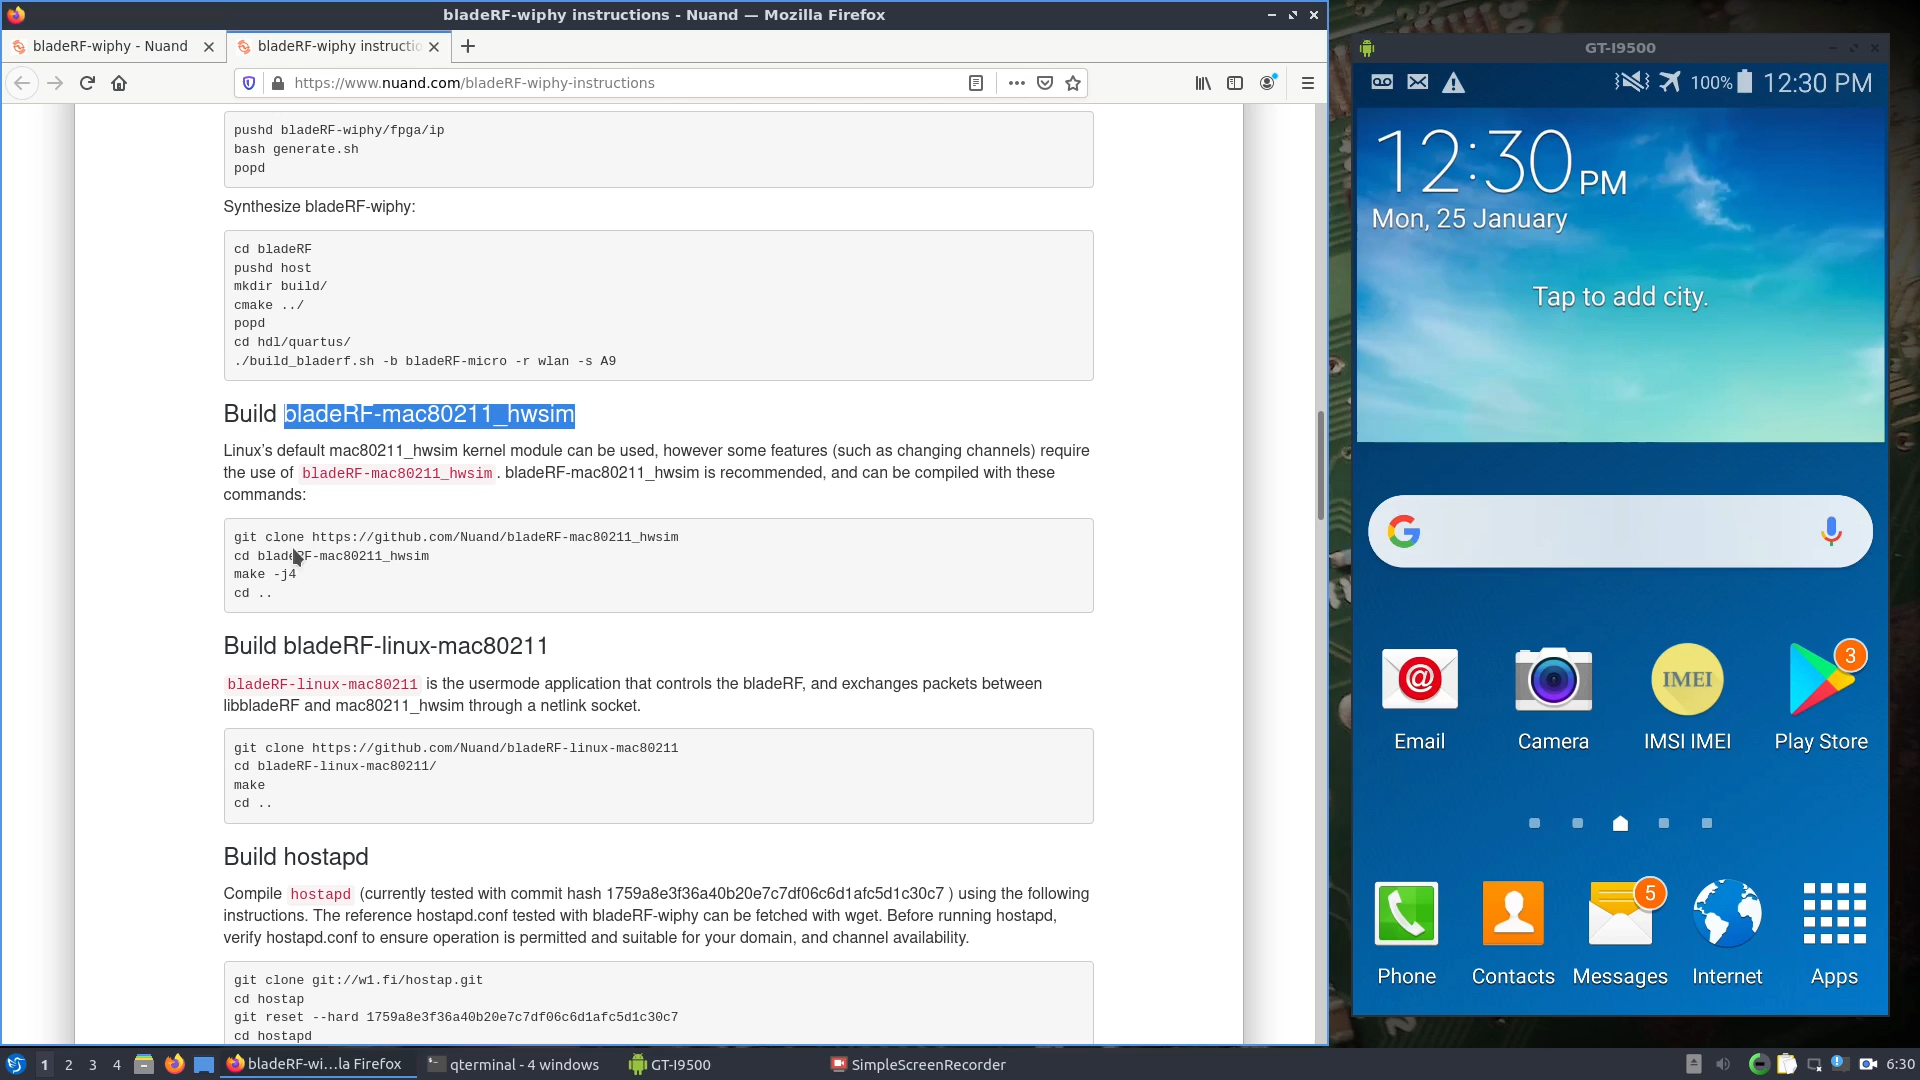 bladeRF-wiphy instructions - Nuand — Mozilla Firefox
bladeRF-wiphy - Nuand
bladeRF-wiphy instructio
https://www.nuand.com/bladeRF-wiphy-instructions
pushd bladeRF-wiphy/fpga/ip
bash generate.sh
popd
Synthesize bladeRF-wiphy:
cd bladeRF
pushd host
mkdir build/
cmake ../
popd
cd hdl/quartus/
./build_bladerf.sh -b bladeRF-micro -r wlan -s A9
Build bladeRF-mac80211_hwsim
Linux's default mac80211_hwsim kernel module can be used, however some features (such as changing channels) require
the use of bladeRF-mac80211_hwsim. bladeRF-mac80211_hwsim is recommended, and can be compiled with these
commands:
git clone https://github.com/Nuand/bladeRF-mac80211_hwsim
cd bladeRF-mac80211_hwsim
make -j4
cd ..
Build bladeRF-linux-mac80211
bladeRF-linux-mac80211 is the usermode application that controls the bladeRF, and exchanges packets between
libbladeRF and mac80211_hwsim through a netlink socket.
git clone https://github.com/Nuand/bladeRF-linux-mac80211
cd bladeRF-linux-mac80211/
make
cd ..
Build hostapd
Compile hostapd (currently tested with commit hash 1759a8e3f36a40b20e7c7df06c6d1afc5d1c30c7 ) using the following
instructions. The reference hostapd.conf tested with bladeRF-wiphy can be fetched with wget. Before running hostapd,
verify hostapd.conf to ensure operation is permitted and suitable for your domain, and channel availability.
git clone git://w1.fi/hostap.git
cd hostap
git reset --hard 1759a8e3f36a40b20e7c7df06c6d1afc5d1c30c7
cd hostapd
GT-I9500
100% 12:30 PM
12:30 PM
Mon, 25 January
Tap to add city.
IMEI
3
Email
Camera
IMSI IMEI
Play Store
5
Phone
Contacts
Messages
Internet
Apps
1 2 3 4
bladeRF-wi...la Firefox
qterminal - 4 windows
GT-I9500
SimpleScreenRecorder
6:30